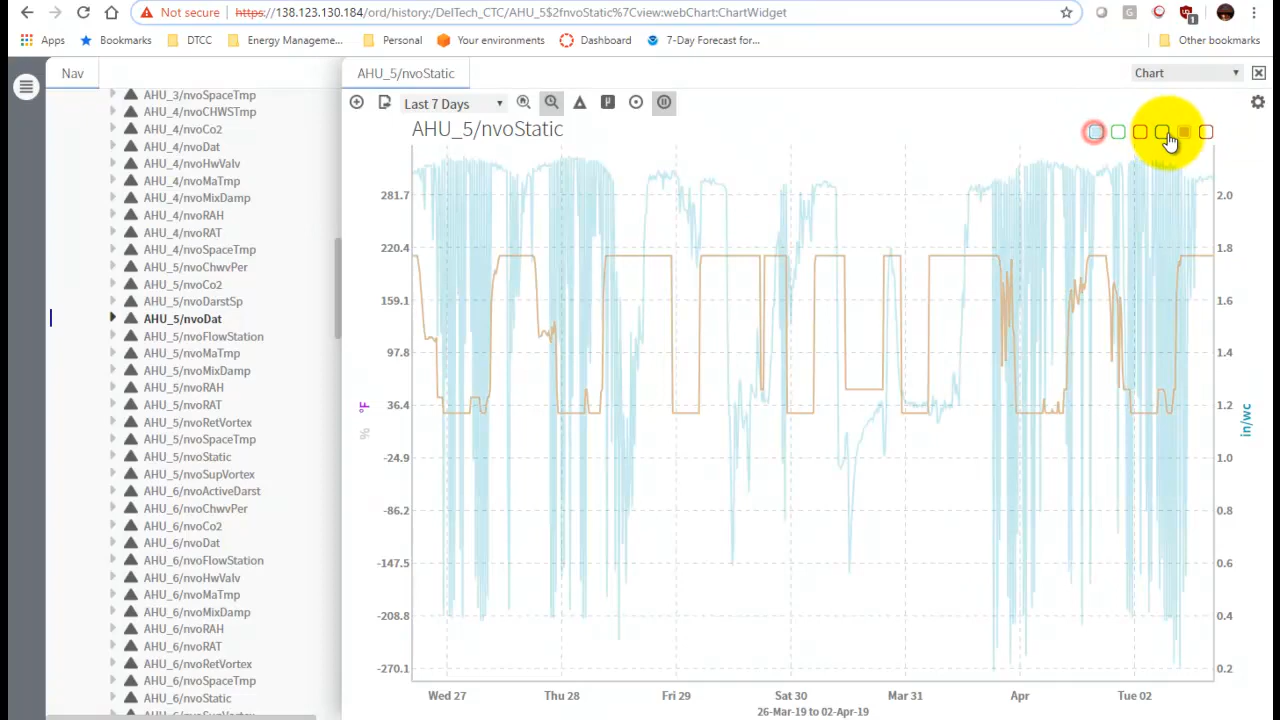 Not secure https://138.123.130.184/ord/history:/DelTech_CTC/AHU_5$2fnvoStatic%7Cview:webChart:ChartWidget
Apps Bookmarks DTCC Energy Manageme... Personal Your environments Dashboard 7-Day Forecast for... Other bookmarks
Nav
AHU_5/nvoStatic
Chart
Last 7 Days
AHU_5/nvoStatic
AHU_3/nvoSpaceTmp
AHU_4/nvoCHWSTmp
AHU_4/nvoCo2
AHU_4/nvoDat
AHU_4/nvoHwValv
AHU_4/nvoMaTmp
AHU_4/nvoMixDamp
AHU_4/nvoRAH
AHU_4/nvoRAT
AHU_4/nvoSpaceTmp
AHU_5/nvoChwvPer
AHU_5/nvoCo2
AHU_5/nvoDarstSp
AHU_5/nvoDat
AHU_5/nvoFlowStation
AHU_5/nvoMaTmp
AHU_5/nvoMixDamp
AHU_5/nvoRAH
AHU_5/nvoRAT
AHU_5/nvoRetVortex
AHU_5/nvoSpaceTmp
AHU_5/nvoStatic
AHU_5/nvoSupVortex
AHU_6/nvoActiveDarst
AHU_6/nvoChwvPer
AHU_6/nvoCo2
AHU_6/nvoDat
AHU_6/nvoFlowStation
AHU_6/nvoHwValv
AHU_6/nvoMaTmp
AHU_6/nvoMixDamp
AHU_6/nvoRAH
AHU_6/nvoRAT
AHU_6/nvoRetVortex
AHU_6/nvoSpaceTmp
AHU_6/nvoStatic
281.7
220.4
159.1
97.8
36.4
-24.9
-86.2
-147.5
-208.8
-270.1
°F
%
2.0
1.8
1.6
1.4
1.2
1.0
0.8
0.6
0.4
0.2
in/wc
Wed 27 Thu 28 Fri 29 Sat 30 Mar 31 Apr Tue 02
26-Mar-19 to 02-Apr-19